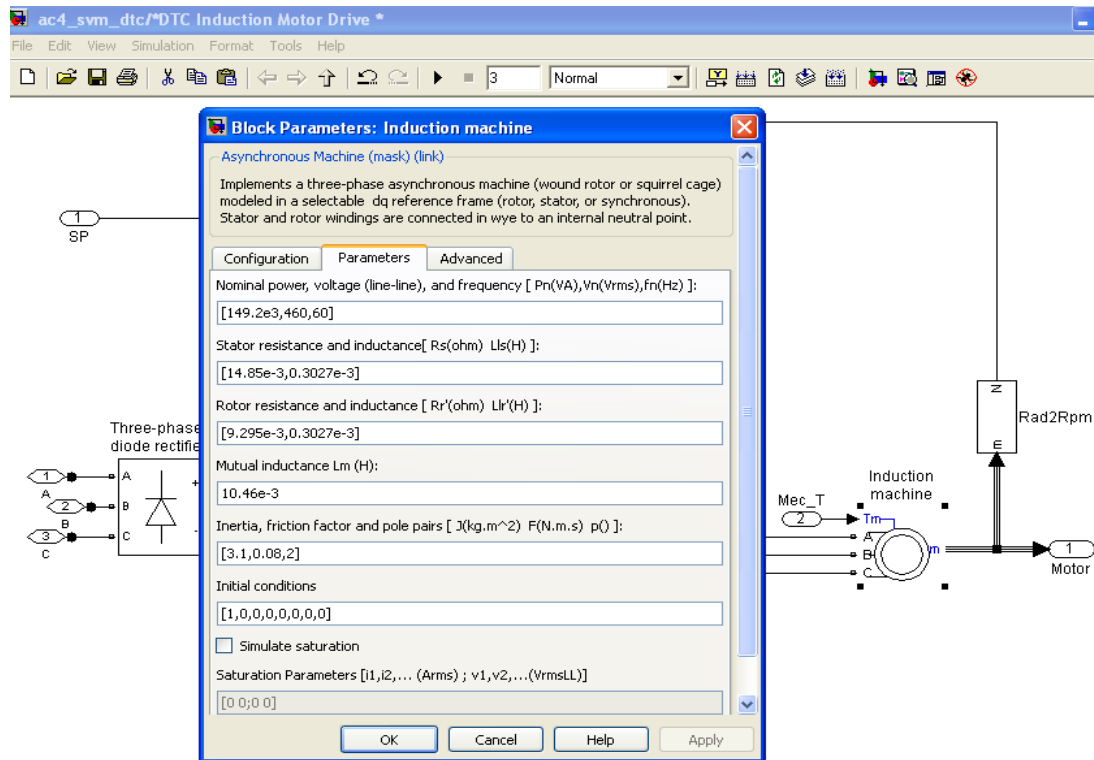 ac4_svm_dtc/*DTC Induction Motor Drive *
File Edit View Simulation Format Tools Help
3 Normal
Block Parameters: Induction machine
Asynchronous Machine (mask) (link)
Implements a three-phase asynchronous machine (wound rotor or squirrel cage)
modeled in a selectable dq reference frame (rotor, stator, or synchronous).
Stator and rotor windings are connected in wye to an internal neutral point.
Configuration Parameters Advanced
Nominal power, voltage (line-line), and frequency [ Pn(VA),Vn(Vrms),fn(Hz) ]:
[149.2e3,460,60]
Stator resistance and inductance[ Rs(ohm) Lls(H) ]:
[14.85e-3,0.3027e-3]
Rotor resistance and inductance [ Rr'(ohm) Llr'(H) ]:
[9.295e-3,0.3027e-3]
Mutual inductance Lm (H):
10.46e-3
Inertia, friction factor and pole pairs [ J(kg.m^2) F(N.m.s) p() ]:
[3.1,0.08,2]
Initial conditions
[1,0,0,0,0,0,0,0]
Simulate saturation
Saturation Parameters [i1,i2,... (Arms) ; v1,v2,...(VrmsLL)]
[0 0;0 0]
OK Cancel Help Apply
1
SP
Three-phase
diode rectifie
1 A
A
2 B
B
3 C
C
+
-
Mec_T
2
Induction
machine
Tm
A
B
C
m
N
Rad2Rpm
m
1
Motor